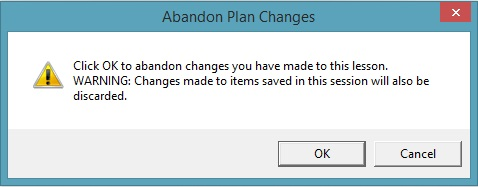 Abandon Plan Changes
Click OK to abandon changes you have made to this lesson.
WARNING: Changes made to items saved in this session will also be
discarded.
OK
Cancel